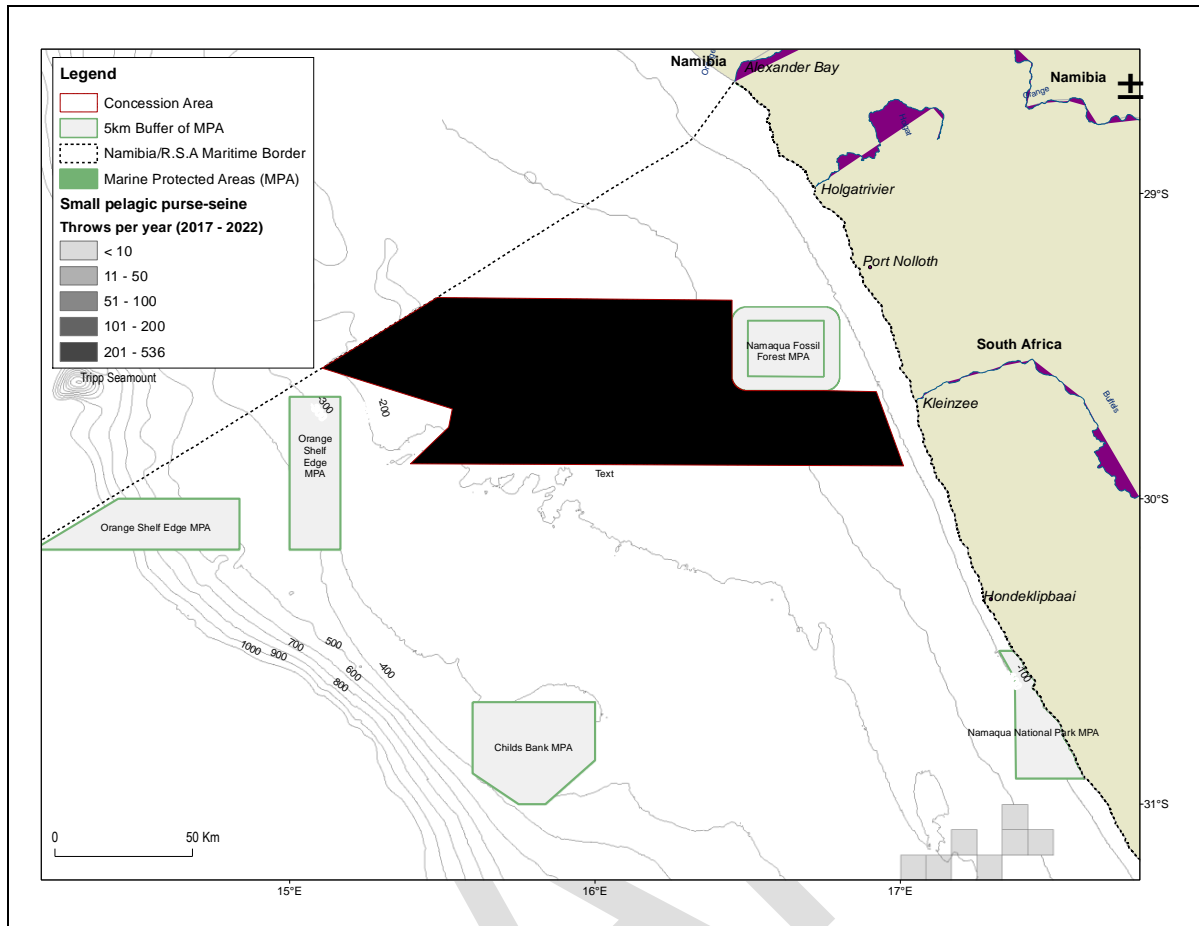 Legend
Concession Area
5km Buffer of MPA
Namibia/R.S.A Maritime Border
Marine Protected Areas (MPA)
Small pelagic purse-seine
Throws per year (2017 - 2022)
< 10
11 - 50
51 - 100
101 - 200
201 - 536
Namibia
Alexander Bay
Namibia
Orange
±
Holgat
Holgatrivier
29°S
Port Nolloth
Namaqua Fossil
Forest MPA
South Africa
Tripp Seamount
Kleinzee
Buffels
-300
-200
Orange
Shelf
Edge
MPA
Text
30°S
Orange Shelf Edge MPA
Hondeklipbaai
1000
900
800
700
600
500
-400
-100
Namaqua National Park MPA
Childs Bank MPA
31°S
0
50 Km
15°E
16°E
17°E